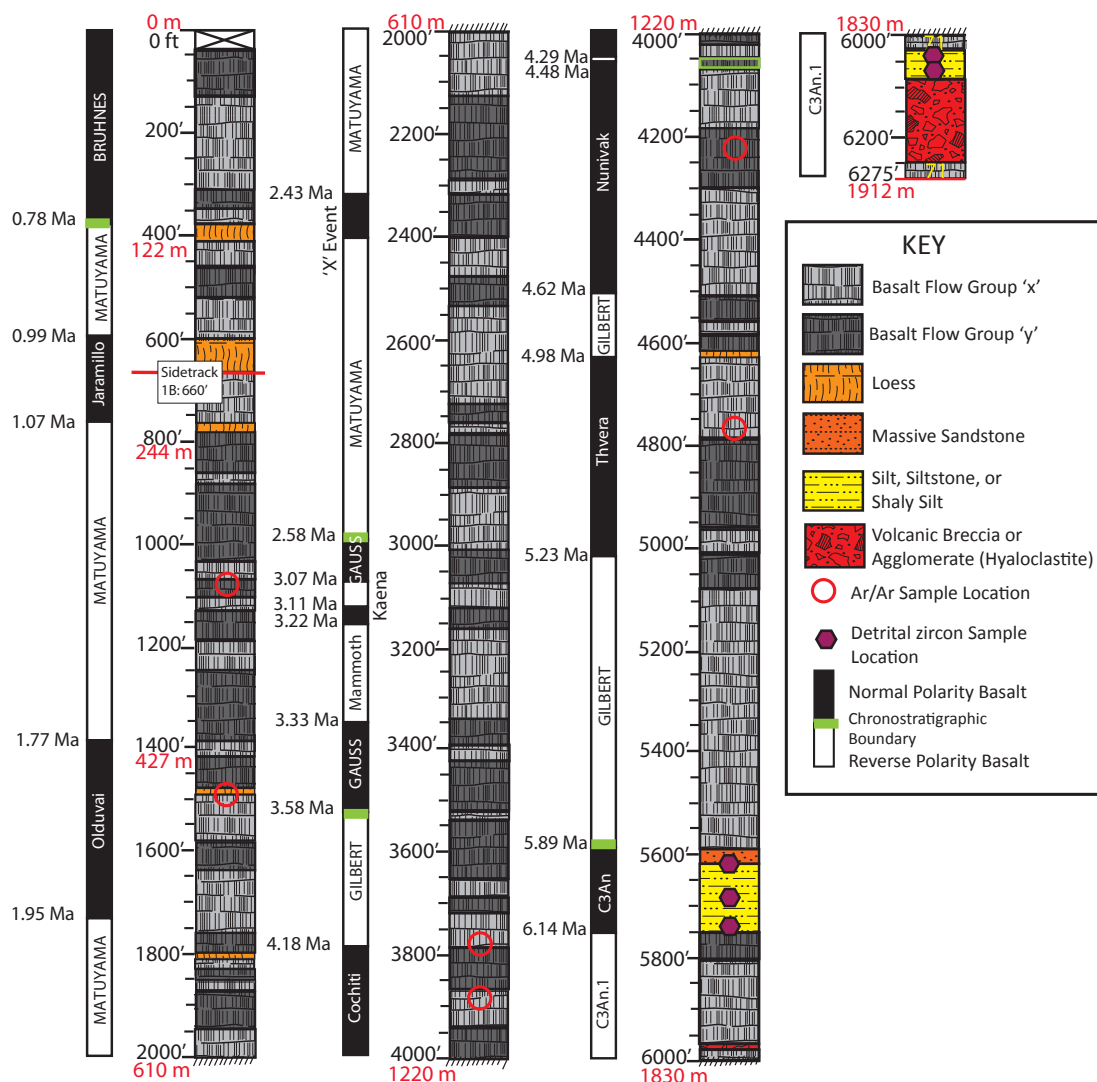 0 m
0 ft
BRUHNES
200'
0.78 Ma
400'
122 m
MATUYAMA
0.99 Ma
600'
Sidetrack
1B: 660'
Jaramillo
1.07 Ma
800'
244 m
MATUYAMA
1000'
1200'
1.77 Ma
1400'
427 m
Olduvai
1600'
1.95 Ma
1800'
MATUYAMA
2000'
610 m
610 m
2000'
MATUYAMA
2200'
2.43 Ma
'X' Event
2400'
2600'
MATUYAMA
2800'
2.58 Ma
3000'
GAUSS
3.07 Ma
3.11 Ma
Kaena
3.22 Ma
3200'
Mammoth
3.33 Ma
3400'
GAUSS
3.58 Ma
3600'
GILBERT
4.18 Ma
3800'
Cochiti
4000'
1220 m
1220 m
4000'
4.29 Ma
4.48 Ma
4200'
Nunivak
4400'
4.62 Ma
GILBERT
4600'
4.98 Ma
4800'
Thvera
5000'
5.23 Ma
5200'
GILBERT
5400'
5600'
5.89 Ma
C3An
6.14 Ma
5800'
C3An.1
6000'
1830 m
1830 m
6000'
C3An.1
6200'
6275'
1912 m
KEY
Basalt Flow Group 'x'
Basalt Flow Group 'y'
Loess
Massive Sandstone
Silt, Siltstone, or
Shaly Silt
Volcanic Breccia or
Agglomerate (Hyaloclastite)
Ar/Ar Sample Location
Detrital zircon Sample
Location
Normal Polarity Basalt
Chronostratigraphic
Boundary
Reverse Polarity Basalt